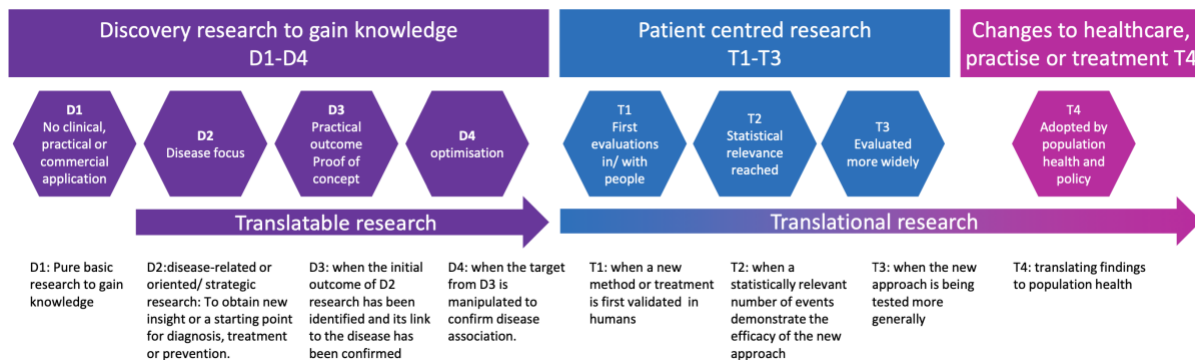 Discovery research to gain knowledge
D1-D4
Patient centred research
T1-T3
Changes to healthcare,
practise or treatment T4
D1
No clinical,
practical or
commercial
application
D2
Disease focus
D3
Practical
outcome
Proof of
concept
D4
optimisation
T1
First
evaluations
in/ with
people
T2
Statistical
relevance
reached
T3
Evaluated
more widely
T4
Adopted by
population
health and
policy
Translatable research
Translational research
D1: Pure basic
research to gain
knowledge
D2:disease-related or
oriented/ strategic
research: To obtain new
insight or a starting point
for diagnosis, treatment
or prevention.
D3: when the initial
outcome of D2
research has been
identified and its link
to the disease has
been confirmed
D4: when the target
from D3 is
manipulated to
confirm disease
association.
T1: when a new
method or treatment
is first validated in
humans
T2: when a
statistically relevant
number of events
demonstrate the
efficacy of the new
approach
T3: when the new
approach is being
tested more
generally
T4: translating findings
to population health